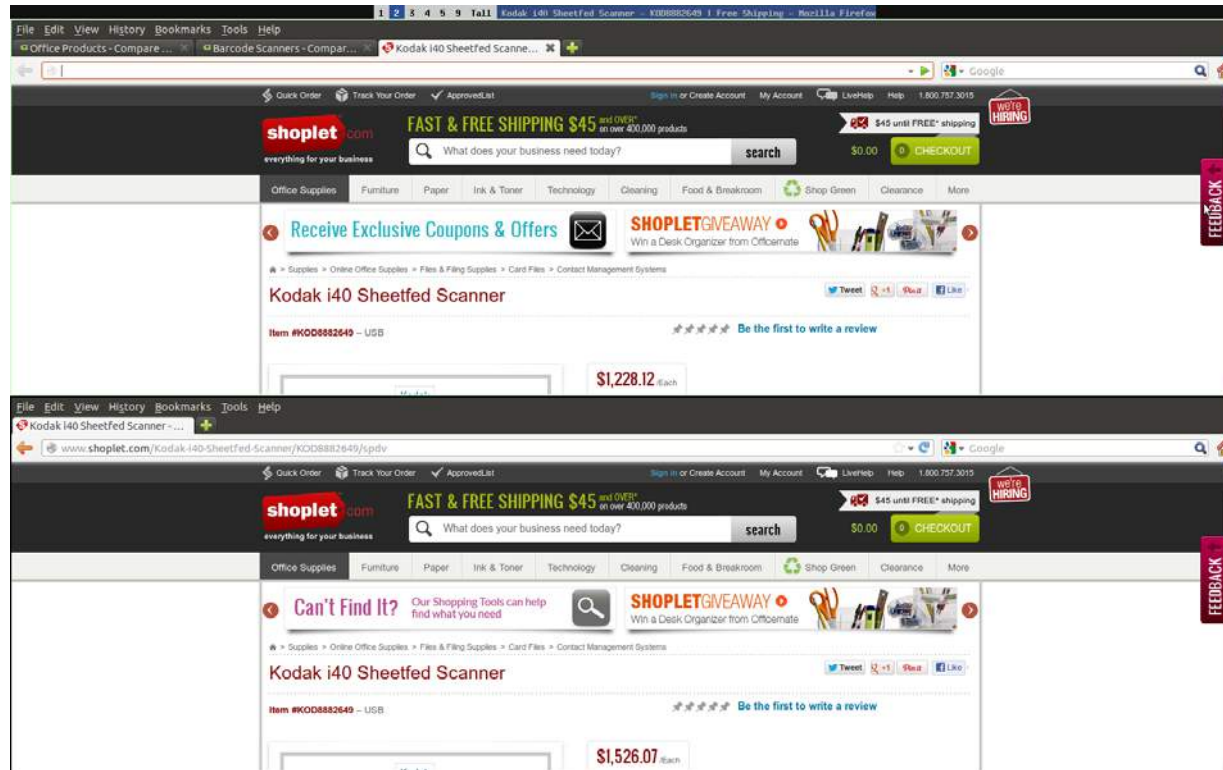 1 2 3 4 5 9 Tall Kodak i40 Sheetfed Scanner - KOD8882649 | Free Shipping - Mozilla Firefox
File Edit View History Bookmarks Tools Help
Office Products - Compare ... Barcode Scanners - Compar... Kodak i40 Sheetfed Scanne...
Google
Quick Order Track Your Order ApprovedList Sign In or Create Account My Account LiveHelp Help 1.800.757.3015
we're HIRING
shoplet.com
everything for your business
FAST & FREE SHIPPING $45 and OVER* on over 400,000 products
$45 until FREE* shipping
What does your business need today? search $0.00 0 CHECKOUT
Office Supplies Furniture Paper Ink & Toner Technology Cleaning Food & Breakroom Shop Green Clearance More
FEEDBACK
Receive Exclusive Coupons & Offers
SHOPLETGIVEAWAY
Win a Desk Organizer from Officemate
> Supplies > Online Office Supplies > Files & Filing Supplies > Card Files > Contact Management Systems
Kodak i40 Sheetfed Scanner
Tweet +1 Pin it Like
Item #KOD8882649 – USB
Be the first to write a review
$1,228.12 /Each
File Edit View History Bookmarks Tools Help
Kodak i40 Sheetfed Scanner - ...
www.shoplet.com/Kodak-i40-Sheetfed-Scanner/KOD8882649/spdv
Google
Quick Order Track Your Order ApprovedList Sign In or Create Account My Account LiveHelp Help 1.800.757.3015
we're HIRING
shoplet.com
everything for your business
FAST & FREE SHIPPING $45 and OVER* on over 400,000 products
$45 until FREE* shipping
What does your business need today? search $0.00 0 CHECKOUT
Office Supplies Furniture Paper Ink & Toner Technology Cleaning Food & Breakroom Shop Green Clearance More
FEEDBACK
Can't Find It? Our Shopping Tools can help find what you need
SHOPLETGIVEAWAY
Win a Desk Organizer from Officemate
> Supplies > Online Office Supplies > Files & Filing Supplies > Card Files > Contact Management Systems
Kodak i40 Sheetfed Scanner
Tweet +1 Pin it Like
Item #KOD8882649 – USB
Be the first to write a review
$1,526.07 /Each